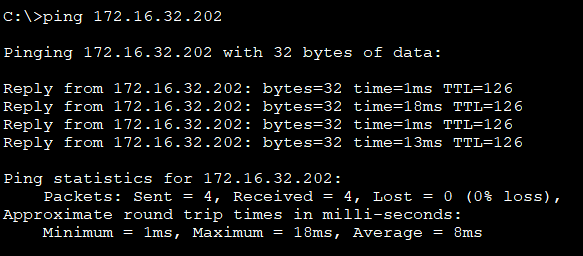 C:\>ping 172.16.32.202
Pinging 172.16.32.202 with 32 bytes of data:
Reply from 172.16.32.202: bytes=32 time=1ms TTL=126
Reply from 172.16.32.202: bytes=32 time=18ms TTL=126
Reply from 172.16.32.202: bytes=32 time=1ms TTL=126
Reply from 172.16.32.202: bytes=32 time=13ms TTL=126
Ping statistics for 172.16.32.202:
    Packets: Sent = 4, Received = 4, Lost = 0 (0% loss),
Approximate round trip times in milli-seconds:
    Minimum = 1ms, Maximum = 18ms, Average = 8ms